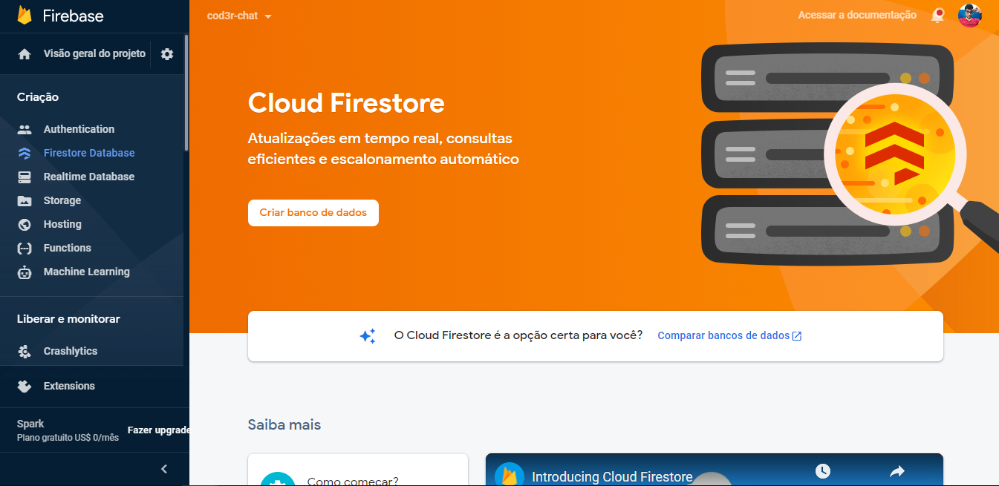 Firebase
cod3r-chat
Acessar a documentação
Visão geral do projeto
Criação
Authentication
Firestore Database
Realtime Database
Storage
Hosting
Functions
Machine Learning
Liberar e monitorar
Crashlytics
Extensions
Spark
Plano gratuito US$ 0/mês
Fazer upgrade
Cloud Firestore
Atualizações em tempo real, consultas
eficientes e escalonamento automático
Criar banco de dados
O Cloud Firestore é a opção certa para você?
Comparar bancos de dados
Saiba mais
Como começar?
Introducing Cloud Firestore